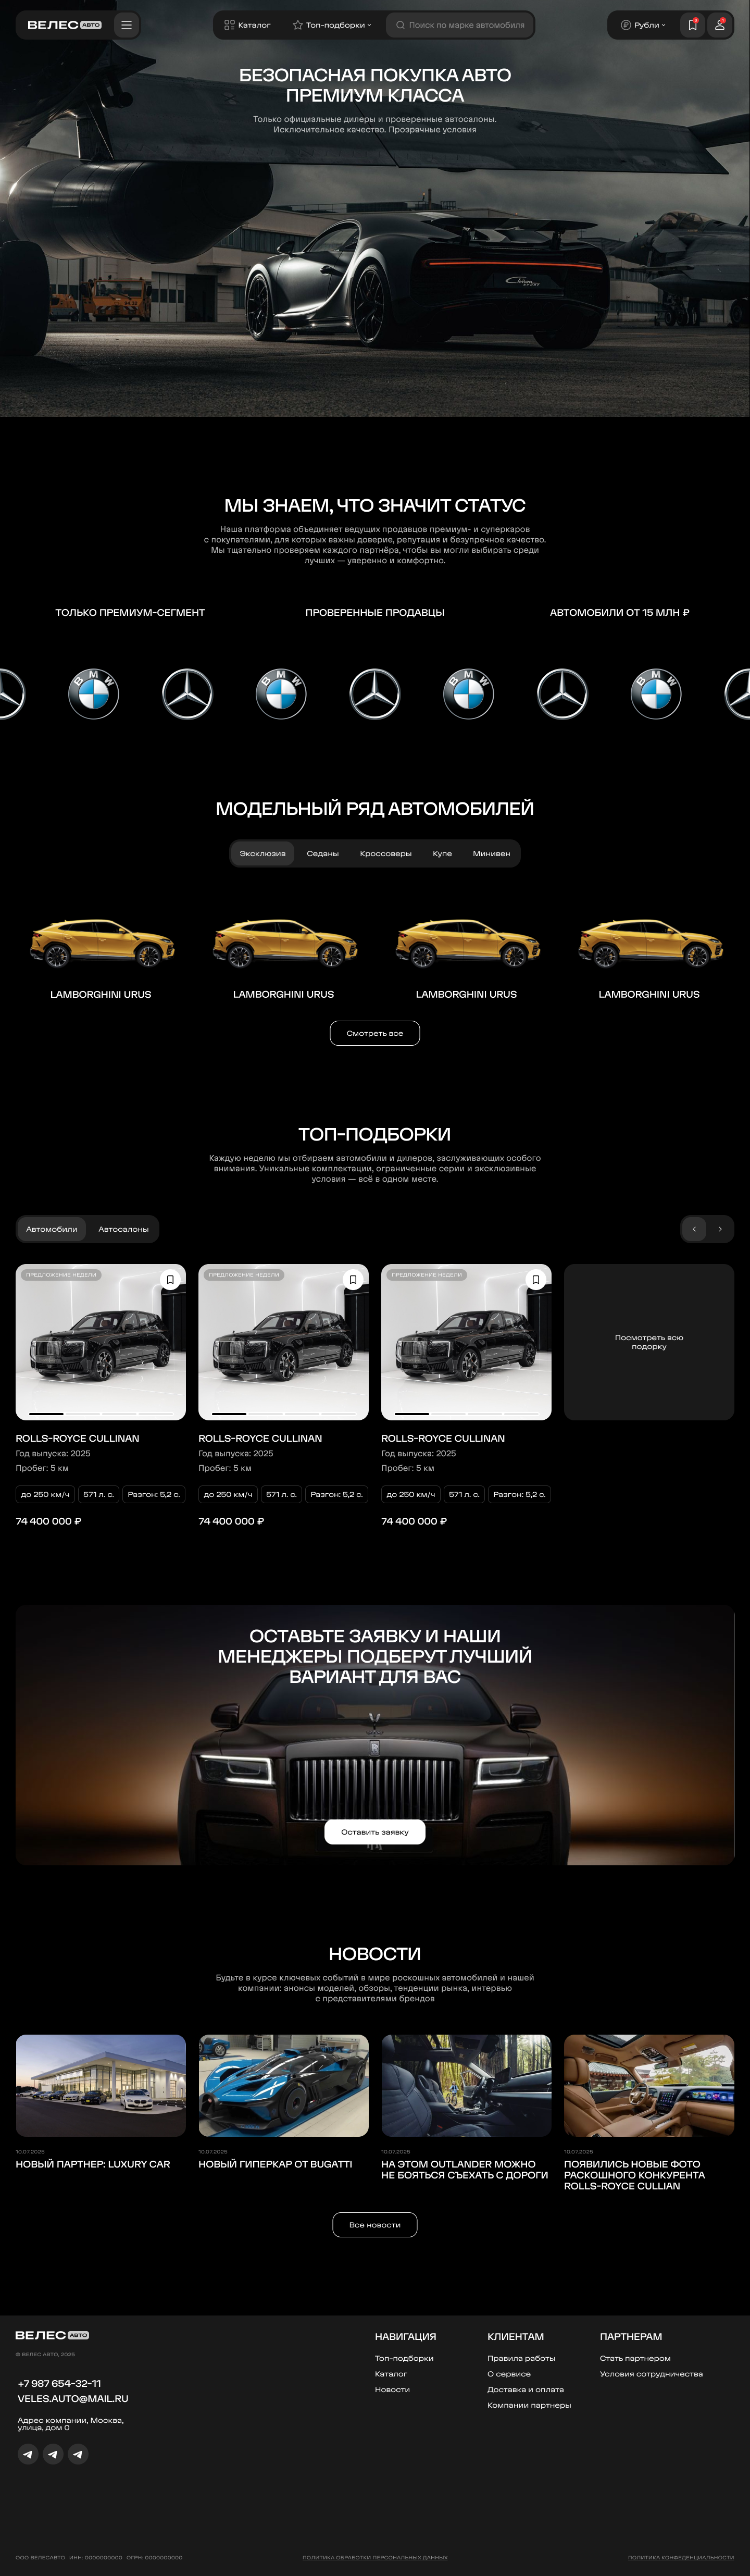 ВЕЛЕС АВТО
Каталог
Топ-подборки
Поиск по марке автомобиля
Рубли
БЕЗОПАСНАЯ ПОКУПКА АВТО
ПРЕМИУМ КЛАССА
Только официальные дилеры и проверенные автосалоны.
Исключительное качество. Прозрачные условия
МЫ ЗНАЕМ, ЧТО ЗНАЧИТ СТАТУС
Наша платформа объединяет ведущих продавцов премиум- и суперкаров
с покупателями, для которых важны доверие, репутация и безупречное качество.
Мы тщательно проверяем каждого партнёра, чтобы вы могли выбирать среди
лучших — уверенно и комфортно.
ТОЛЬКО ПРЕМИУМ-СЕГМЕНТ
ПРОВЕРЕННЫЕ ПРОДАВЦЫ
АВТОМОБИЛИ ОТ 15 МЛН ₽
BMW
BMW
BMW
BMW
МОДЕЛЬНЫЙ РЯД АВТОМОБИЛЕЙ
Эксклюзив
Седаны
Кроссоверы
Купе
Минивен
LAMBORGHINI URUS
LAMBORGHINI URUS
LAMBORGHINI URUS
LAMBORGHINI URUS
Смотреть все
ТОП-ПОДБОРКИ
Каждую неделю мы отбираем автомобили и дилеров, заслуживающих особого
внимания. Уникальные комплектации, ограниченные серии и эксклюзивные
условия — всё в одном месте.
Автомобили
Автосалоны
ПРЕДЛОЖЕНИЕ НЕДЕЛИ
ROLLS-ROYCE CULLINAN
Год выпуска: 2025
Пробег: 5 км
до 250 км/ч
571 л. с.
Разгон: 5,2 с.
74 400 000 ₽
ПРЕДЛОЖЕНИЕ НЕДЕЛИ
ROLLS-ROYCE CULLINAN
Год выпуска: 2025
Пробег: 5 км
до 250 км/ч
571 л. с.
Разгон: 5,2 с.
74 400 000 ₽
ПРЕДЛОЖЕНИЕ НЕДЕЛИ
ROLLS-ROYCE CULLINAN
Год выпуска: 2025
Пробег: 5 км
до 250 км/ч
571 л. с.
Разгон: 5,2 с.
74 400 000 ₽
Посмотреть всю
подорку
ОСТАВЬТЕ ЗАЯВКУ И НАШИ
МЕНЕДЖЕРЫ ПОДБЕРУТ ЛУЧШИЙ
ВАРИАНТ ДЛЯ ВАС
Оставить заявку
НОВОСТИ
Будьте в курсе ключевых событий в мире роскошных автомобилей и нашей
компании: анонсы моделей, обзоры, тенденции рынка, интервью
с представителями брендов
10.07.2025
НОВЫЙ ПАРТНЕР: LUXURY CAR
10.07.2025
НОВЫЙ ГИПЕРКАР ОТ BUGATTI
10.07.2025
НА ЭТОМ OUTLANDER МОЖНО
НЕ БОЯТЬСЯ СЪЕХАТЬ С ДОРОГИ
10.07.2025
ПОЯВИЛИСЬ НОВЫЕ ФОТО
РАСКОШНОГО КОНКУРЕНТА
ROLLS-ROYCE CULLIAN
Все новости
ВЕЛЕС АВТО
© ВЕЛЕС АВТО, 2025
+7 987 654-32-11
VELES.AUTO@MAIL.RU
Адрес компании, Москва,
улица, дом 0
НАВИГАЦИЯ
Топ-подборки
Каталог
Новости
КЛИЕНТАМ
Правила работы
О сервисе
Доставка и оплата
Компании партнеры
ПАРТНЕРАМ
Стать партнером
Условия сотрудничества
ООО ВЕЛЕСАВТО ИНН: 0000000000 ОГРН: 0000000000
ПОЛИТИКА ОБРАБОТКИ ПЕРСОНАЛЬНЫХ ДАННЫХ
ПОЛИТИКА КОНФЕДЕНЦИАЛЬНОСТИ